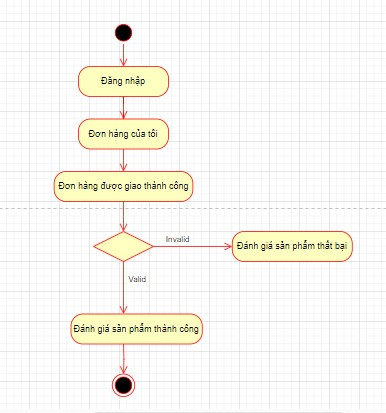 Đăng nhập
Đơn hàng của tôi
Đơn hàng được giao thành công
Invalid
Đánh giá sản phẩm thất bại
Valid
Đánh giá sản phẩm thành công